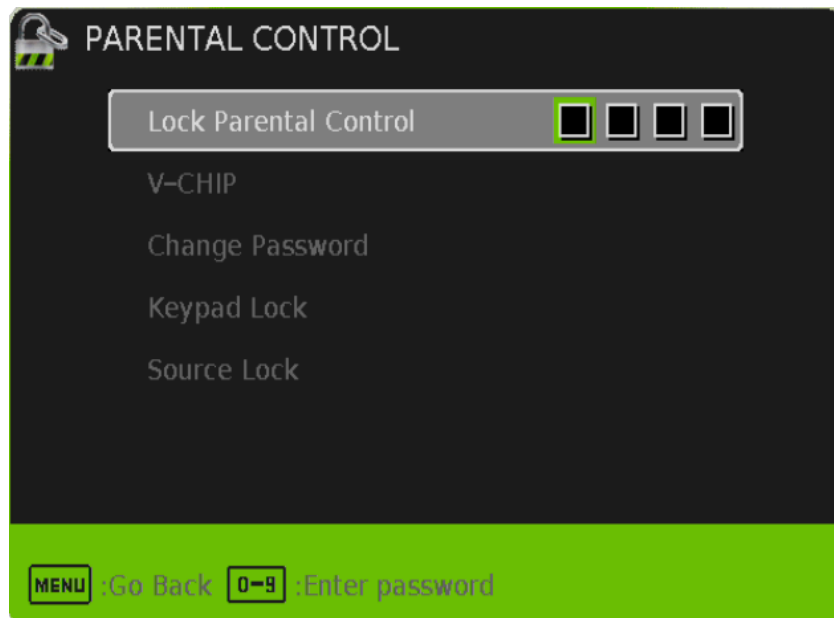 PARENTAL CONTROL
Lock Parental Control
V-CHIP
Change Password
Keypad Lock
Source Lock
MENU :Go Back 0-9 :Enter password